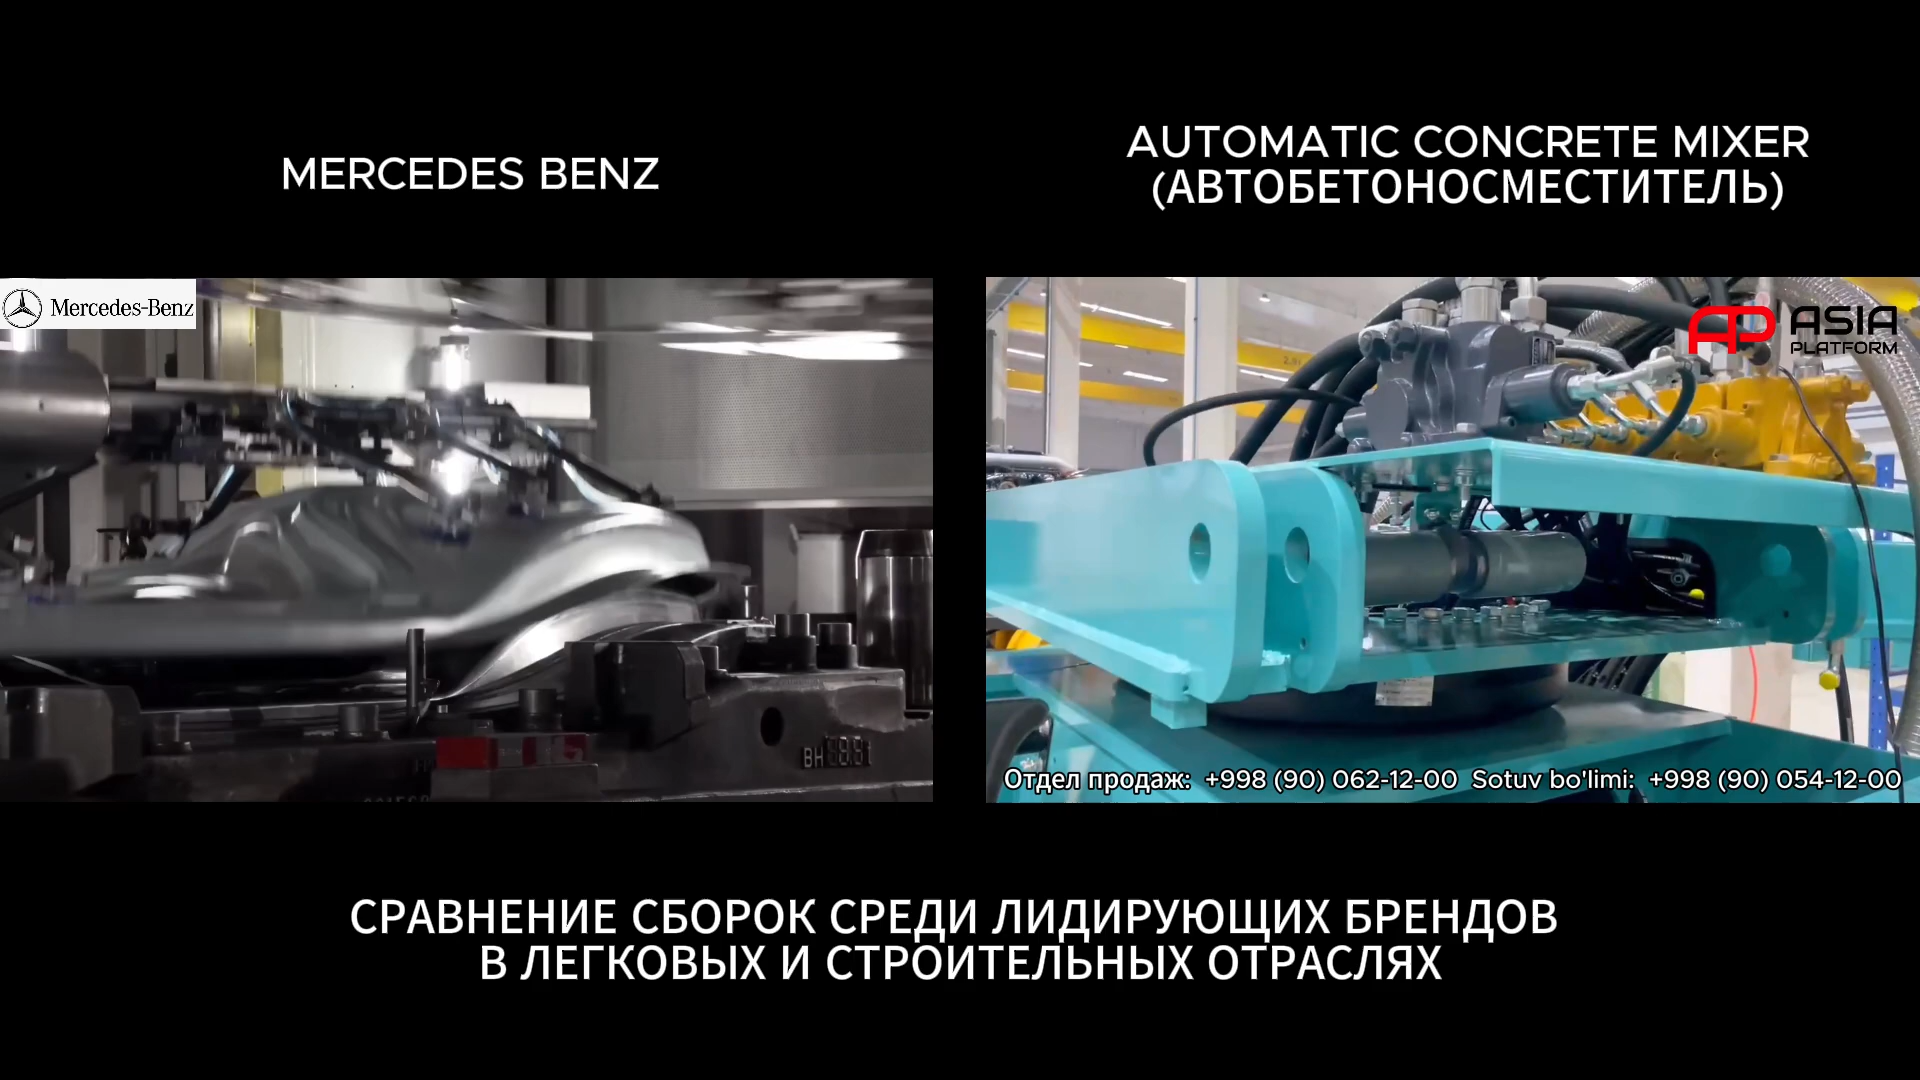 MERCEDES BENZ
AUTOMATIC CONCRETE MIXER
(АВТОБЕТОНОСМЕСТИТЕЛЬ)
Mercedes-Benz
ASIA
PLATFORM
Отдел продаж: +998 (90) 062-12-00 Sotuv bo'limi: +998 (90) 054-12-00
СРАВНЕНИЕ СБОРОК СРЕДИ ЛИДИРУЮЩИХ БРЕНДОВ
В ЛЕГКОВЫХ И СТРОИТЕЛЬНЫХ ОТРАСЛЯХ